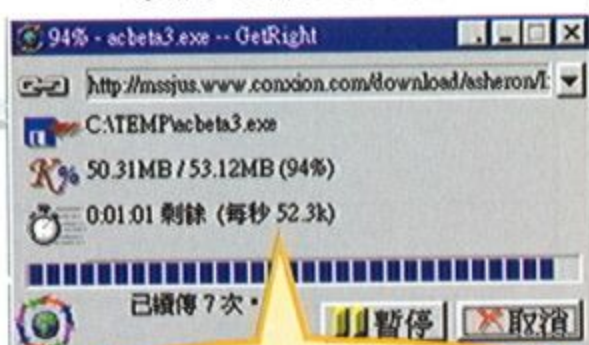 94% - acbeta3.exe -- GetRight
http://mssjus.www.conxion.com/download/asheron/1:
C:\TEMP\acbeta3.exe
50.31MB / 53.12MB (94%)
0:01:01 剩餘 (每秒 52.3k)
已續傳 7 次。
暫停 取消